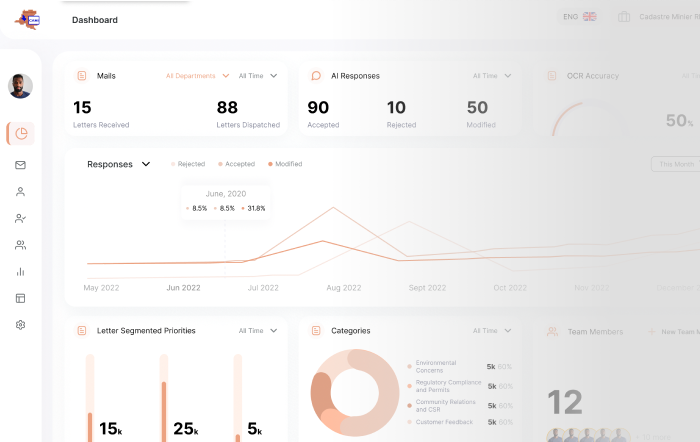 CAMI
Dashboard
ENG
Cadastre Minier R
Mails
All Departments
All Time
15
Letters Received
88
Letters Dispatched
AI Responses
All Time
90
Accepted
10
Rejected
50
Modified
OCR Accuracy
All Tim
50%
Responses
Rejected
Accepted
Modified
This Month
June, 2020
8.5%
8.5%
31.8%
May 2022
Jun 2022
Jul 2022
Aug 2022
Sept 2022
Oct 2022
Nov 2022
2022
Letter Segmented Priorities
All Time
15k
25k
5k
Categories
All Time
Environmental
Concerns
5k 60%
Regulatory Compliance
and Permits
5k 60%
Community Relations
and CSR
5k 60%
Customer Feedback
5k 60%
Team Members
New Team M
12